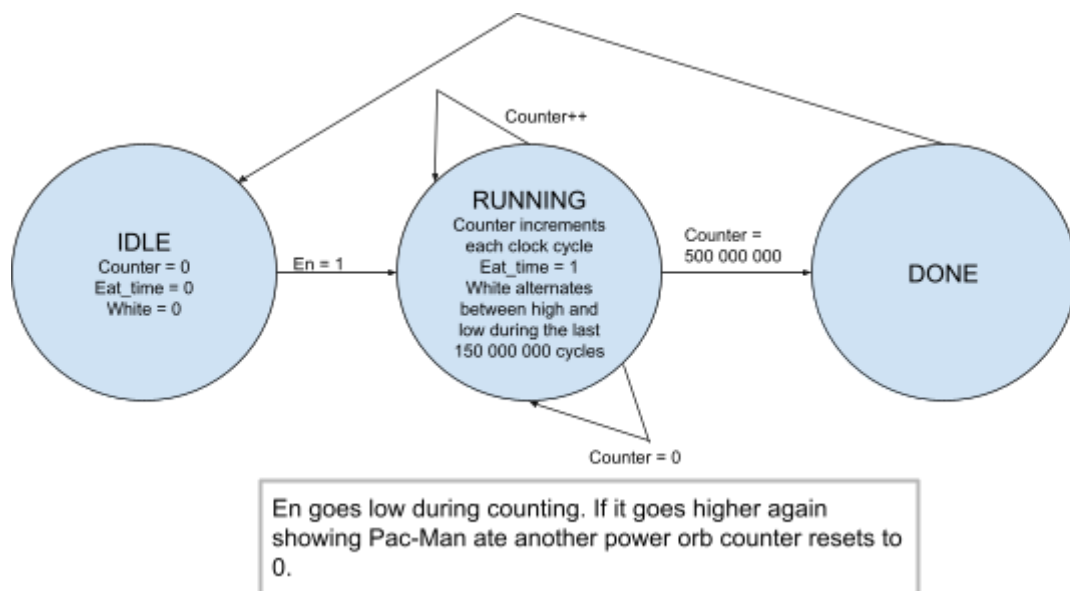 Counter++
IDLE
Counter = 0
Eat_time = 0
White = 0
En = 1
RUNNING
Counter increments
each clock cycle
Eat_time = 1
White alternates
between high and
low during the last
150 000 000 cycles
Counter =
500 000 000
DONE
Counter = 0
En goes low during counting. If it goes higher again
showing Pac-Man ate another power orb counter resets to
0.